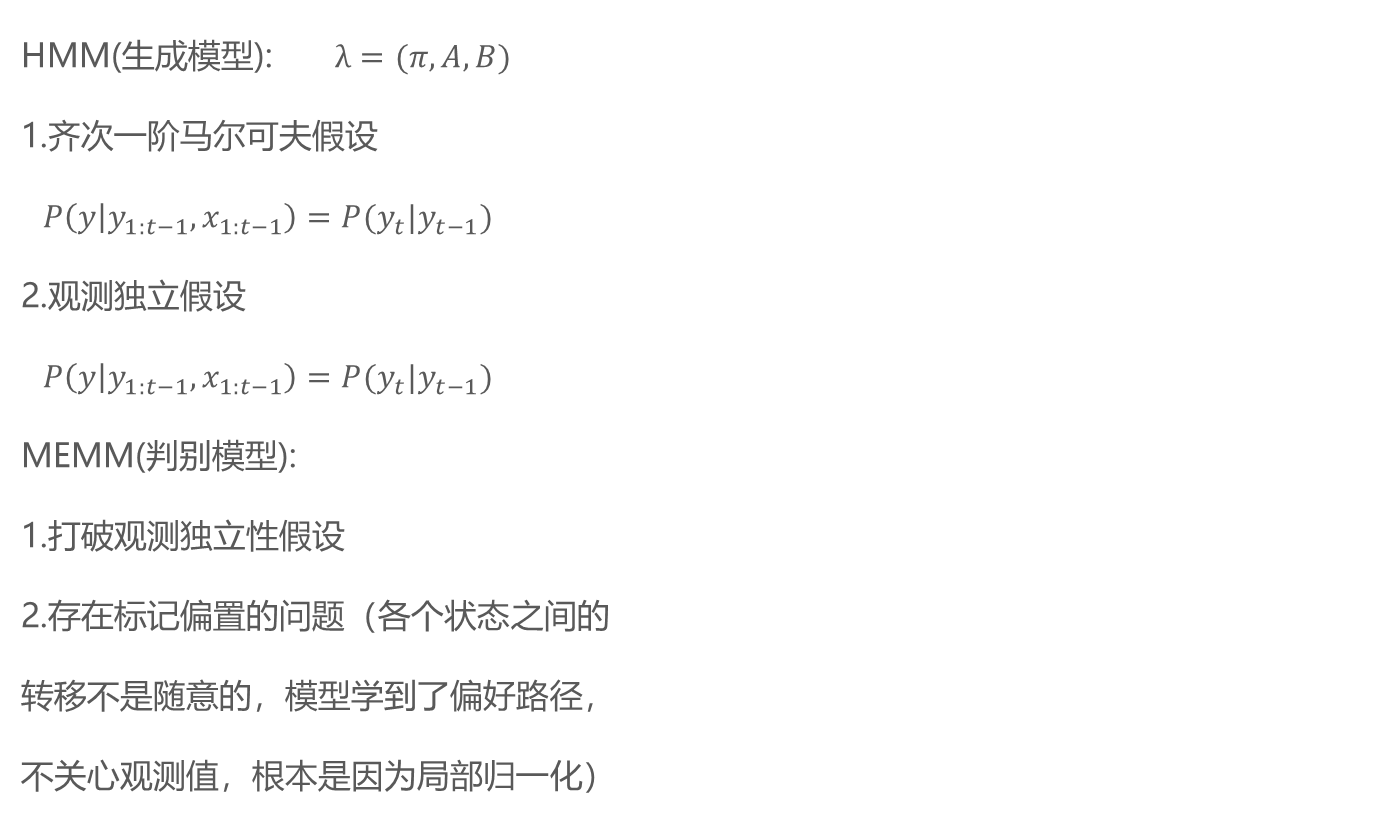 HMM(生成模型): λ = (π, A, B)
1.齐次一阶马尔可夫假设
P(y|y_{1:t−1}, x_{1:t−1}) = P(y_t|y_{t−1})
2.观测独立假设
P(y|y_{1:t−1}, x_{1:t−1}) = P(y_t|y_{t−1})
MEMM(判别模型):
1.打破观测独立性假设
2.存在标记偏置的问题（各个状态之间的
转移不是随意的，模型学到了偏好路径，
不关心观测值，根本是因为局部归一化）